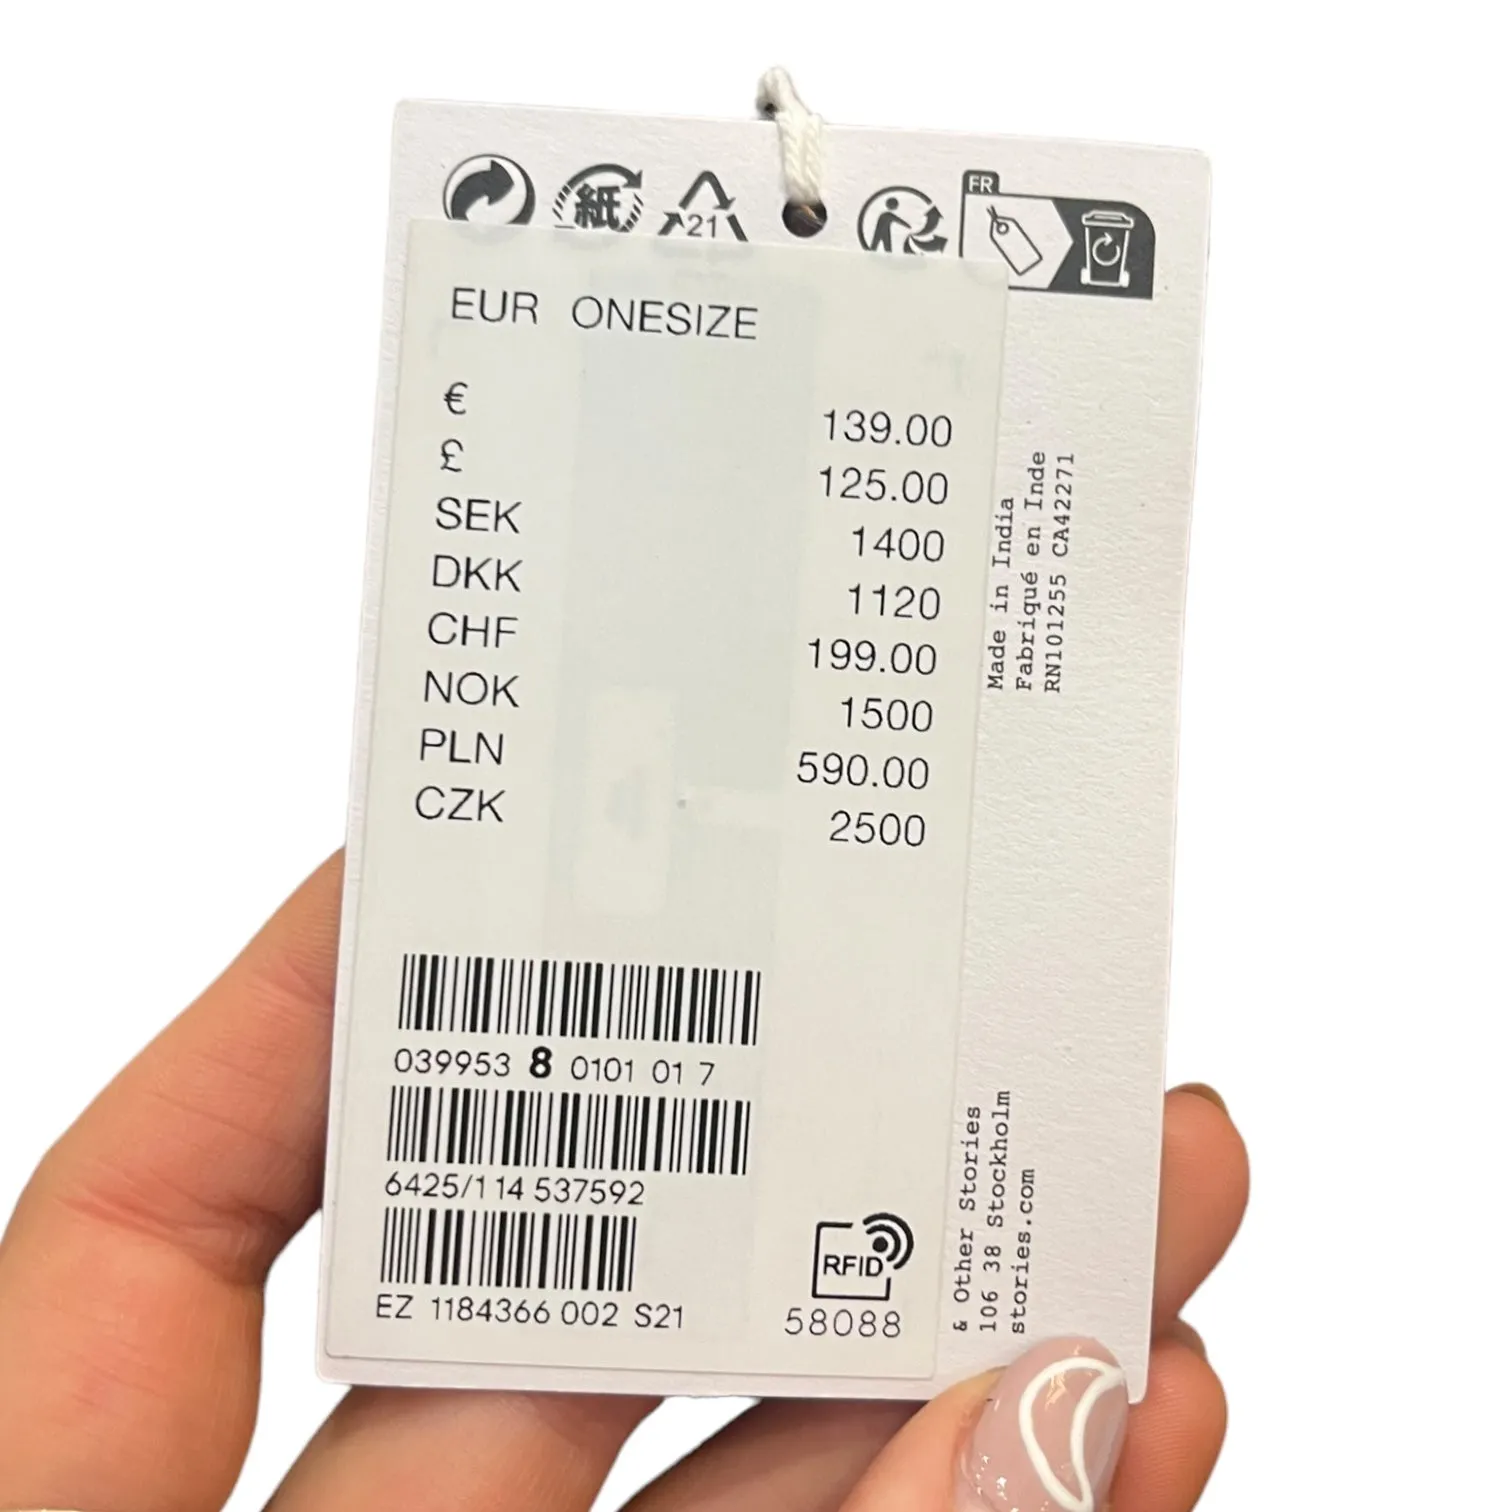 紙
21
FR
EUR ONESIZE
€ 139.00
£ 125.00
SEK 1400
DKK 1120
CHF 199.00
NOK 1500
PLN 590.00
CZK 2500
039953 8 0101 01 7
6425/114 537592
EZ 1184366 002 S21
RFID
58088
Made in India
Fabriqué en Inde
RN101255 CA42271
& Other Stories
106 38 Stockholm
stories.com